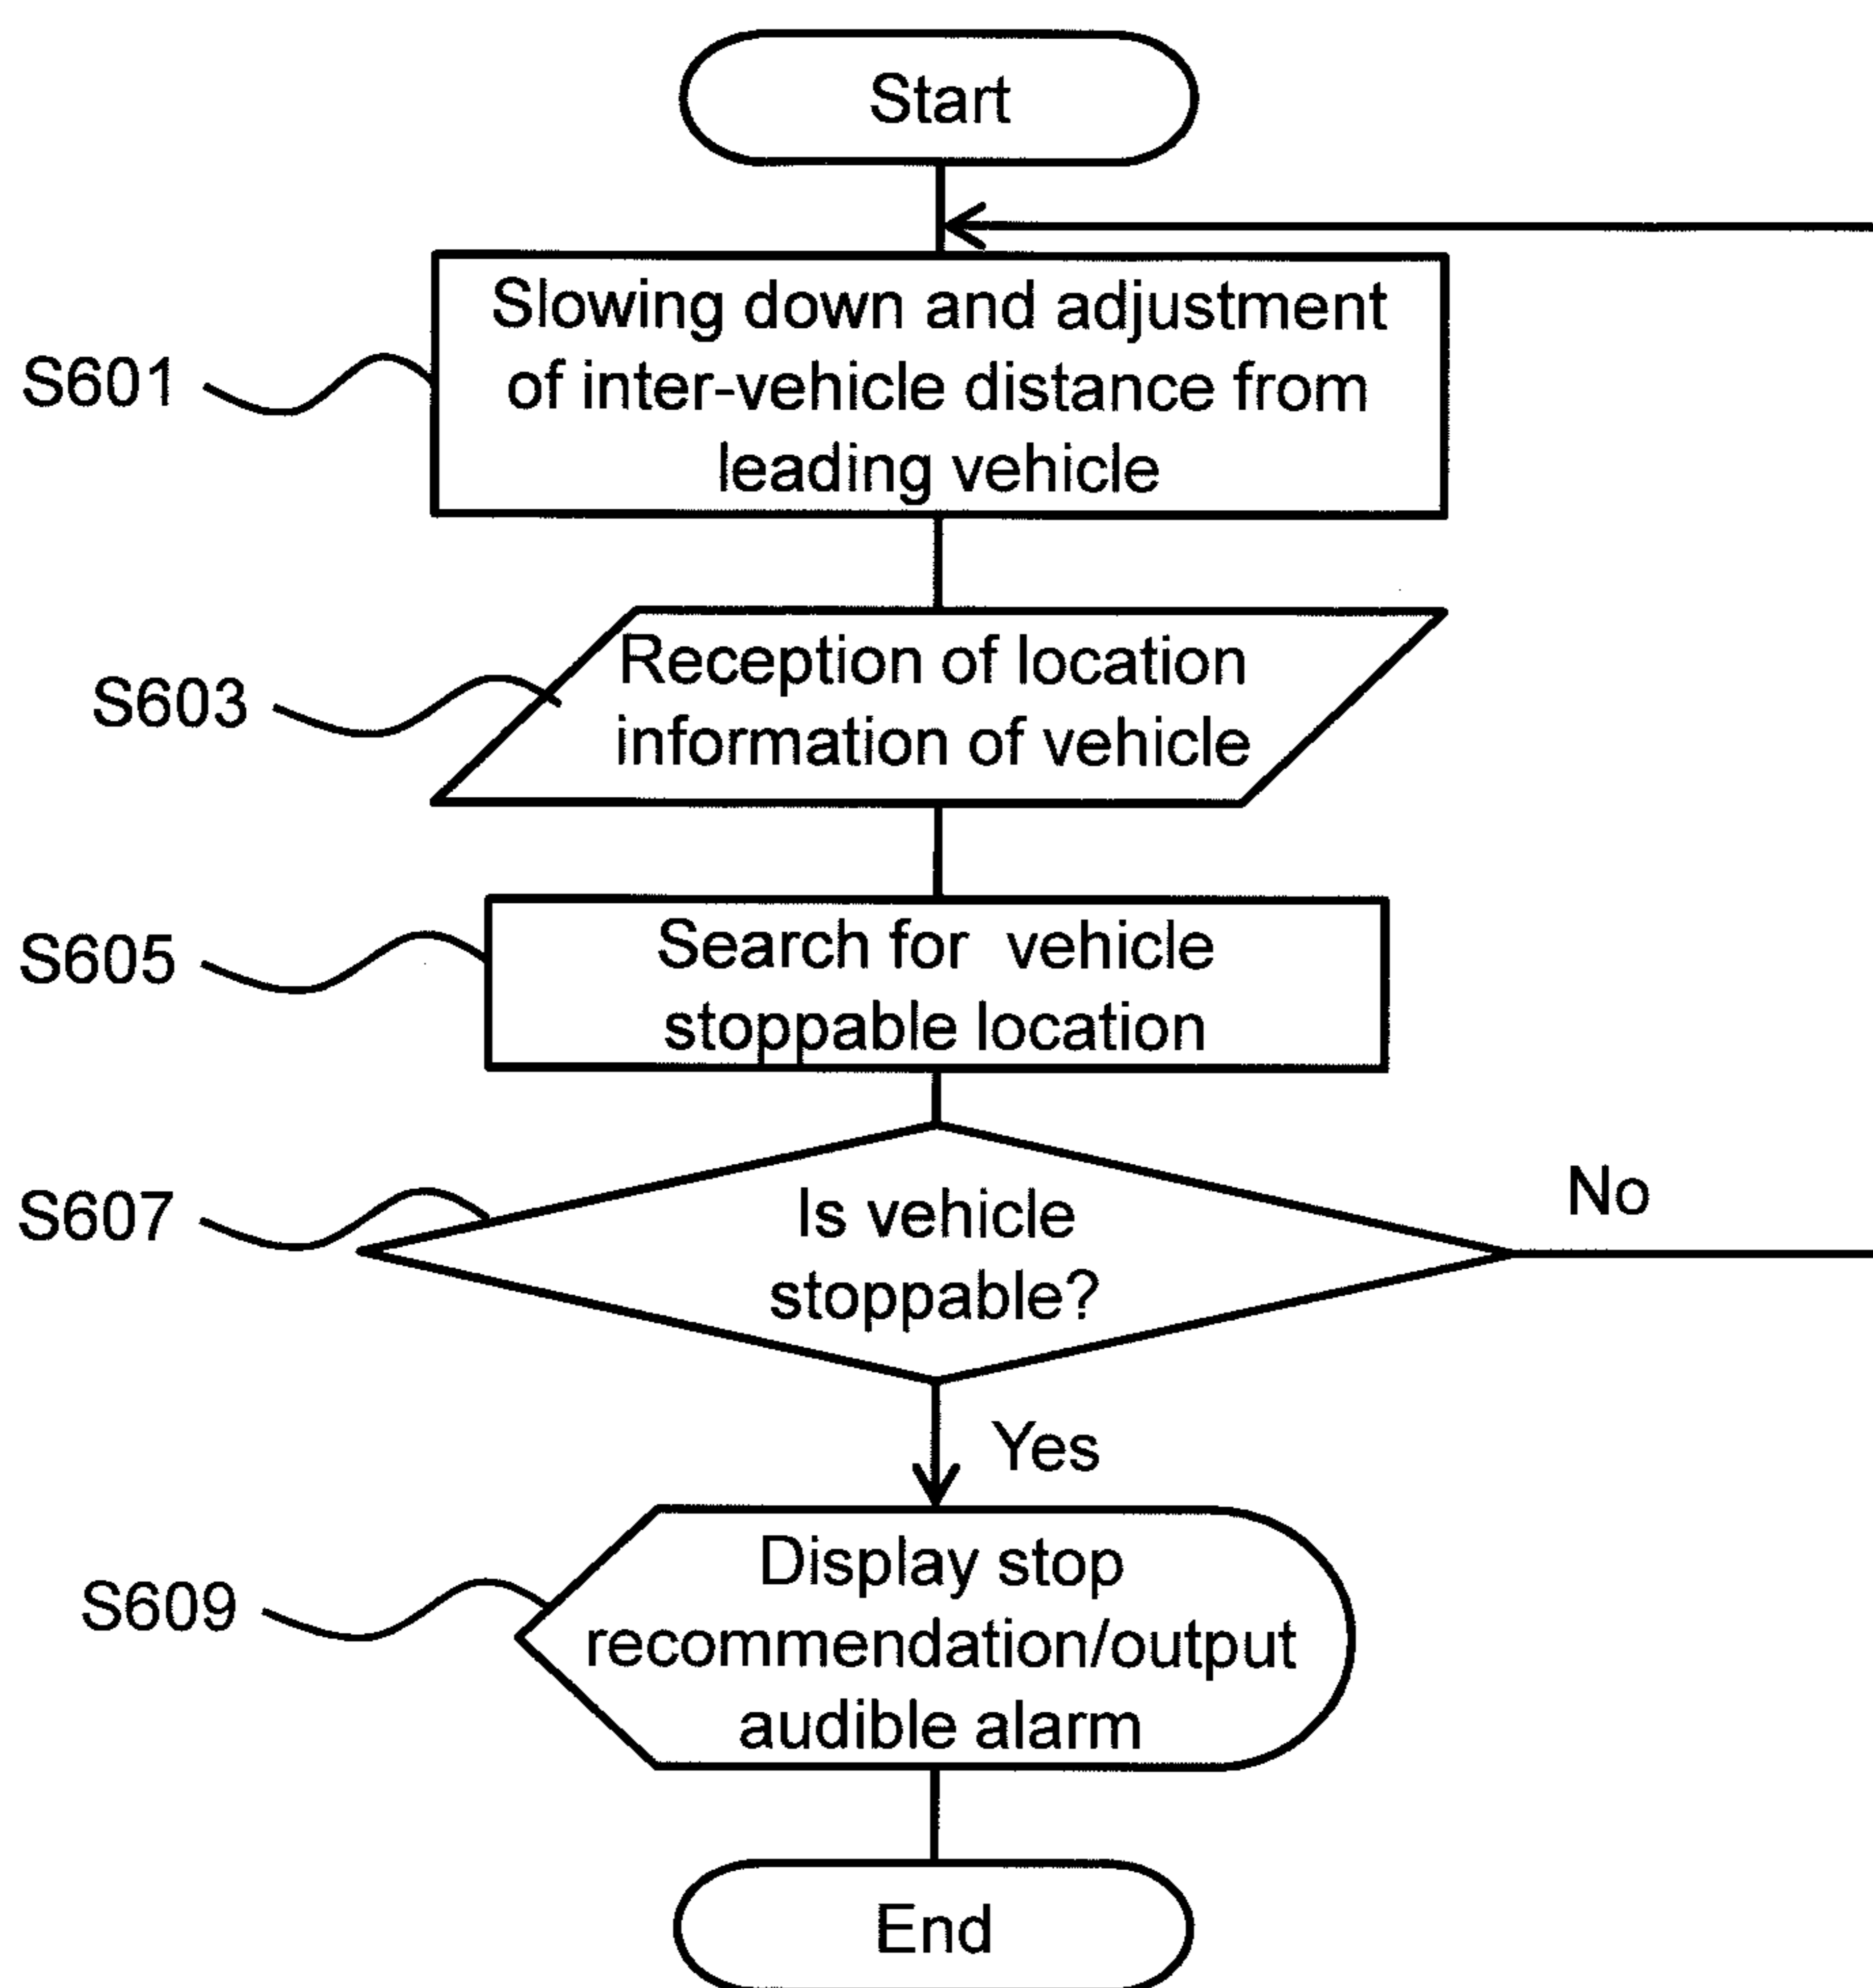 Start
S601
Slowing down and adjustment
of inter-vehicle distance from
leading vehicle
S603
Reception of location
information of vehicle
S605
Search for vehicle
stoppable location
S607
Is vehicle
stoppable?
No
Yes
S609
Display stop
recommendation/output
audible alarm
End